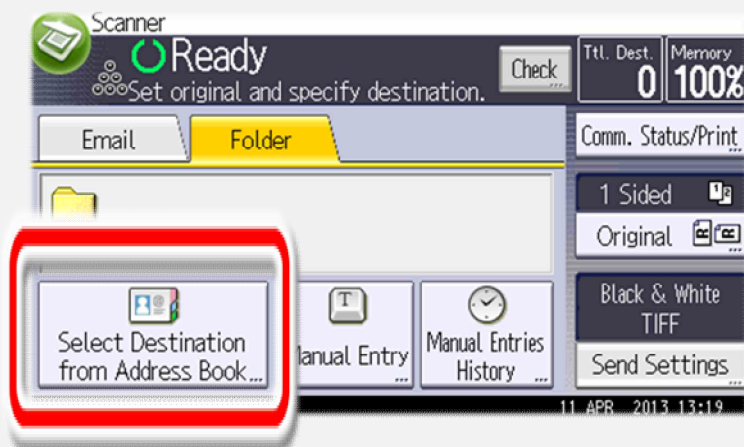 Scanner
Ready
Set original and specify destination.
Check
Ttl. Dest.
0
Memory
100%
Email
Folder
Comm. Status/Print
1 Sided
Original
Select Destination
from Address Book...
T
Manual Entry
...
Manual Entries
History ...
Black & White
TIFF
Send Settings
11 APR 2013 13:19